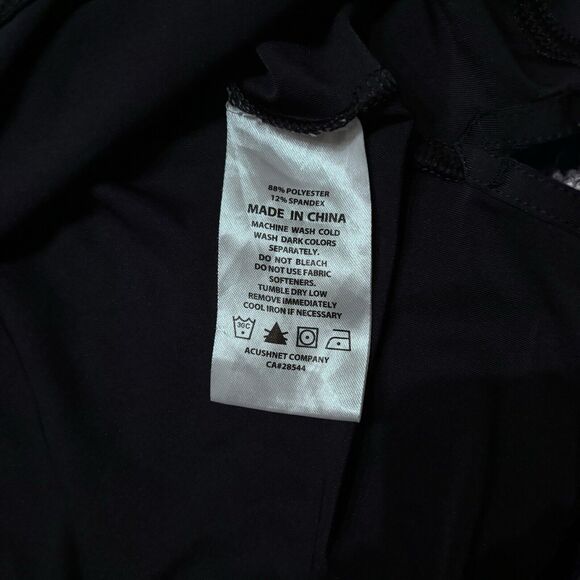 88% POLYESTER
12% SPANDEX
MADE IN CHINA
MACHINE WASH COLD
WASH DARK COLORS
SEPARATELY.
DO NOT BLEACH
DO NOT USE FABRIC
SOFTENERS.
TUMBLE DRY LOW
REMOVE IMMEDIATELY
COOL IRON IF NECESSARY
30C
ACUSHNET COMPANY
CA#28544